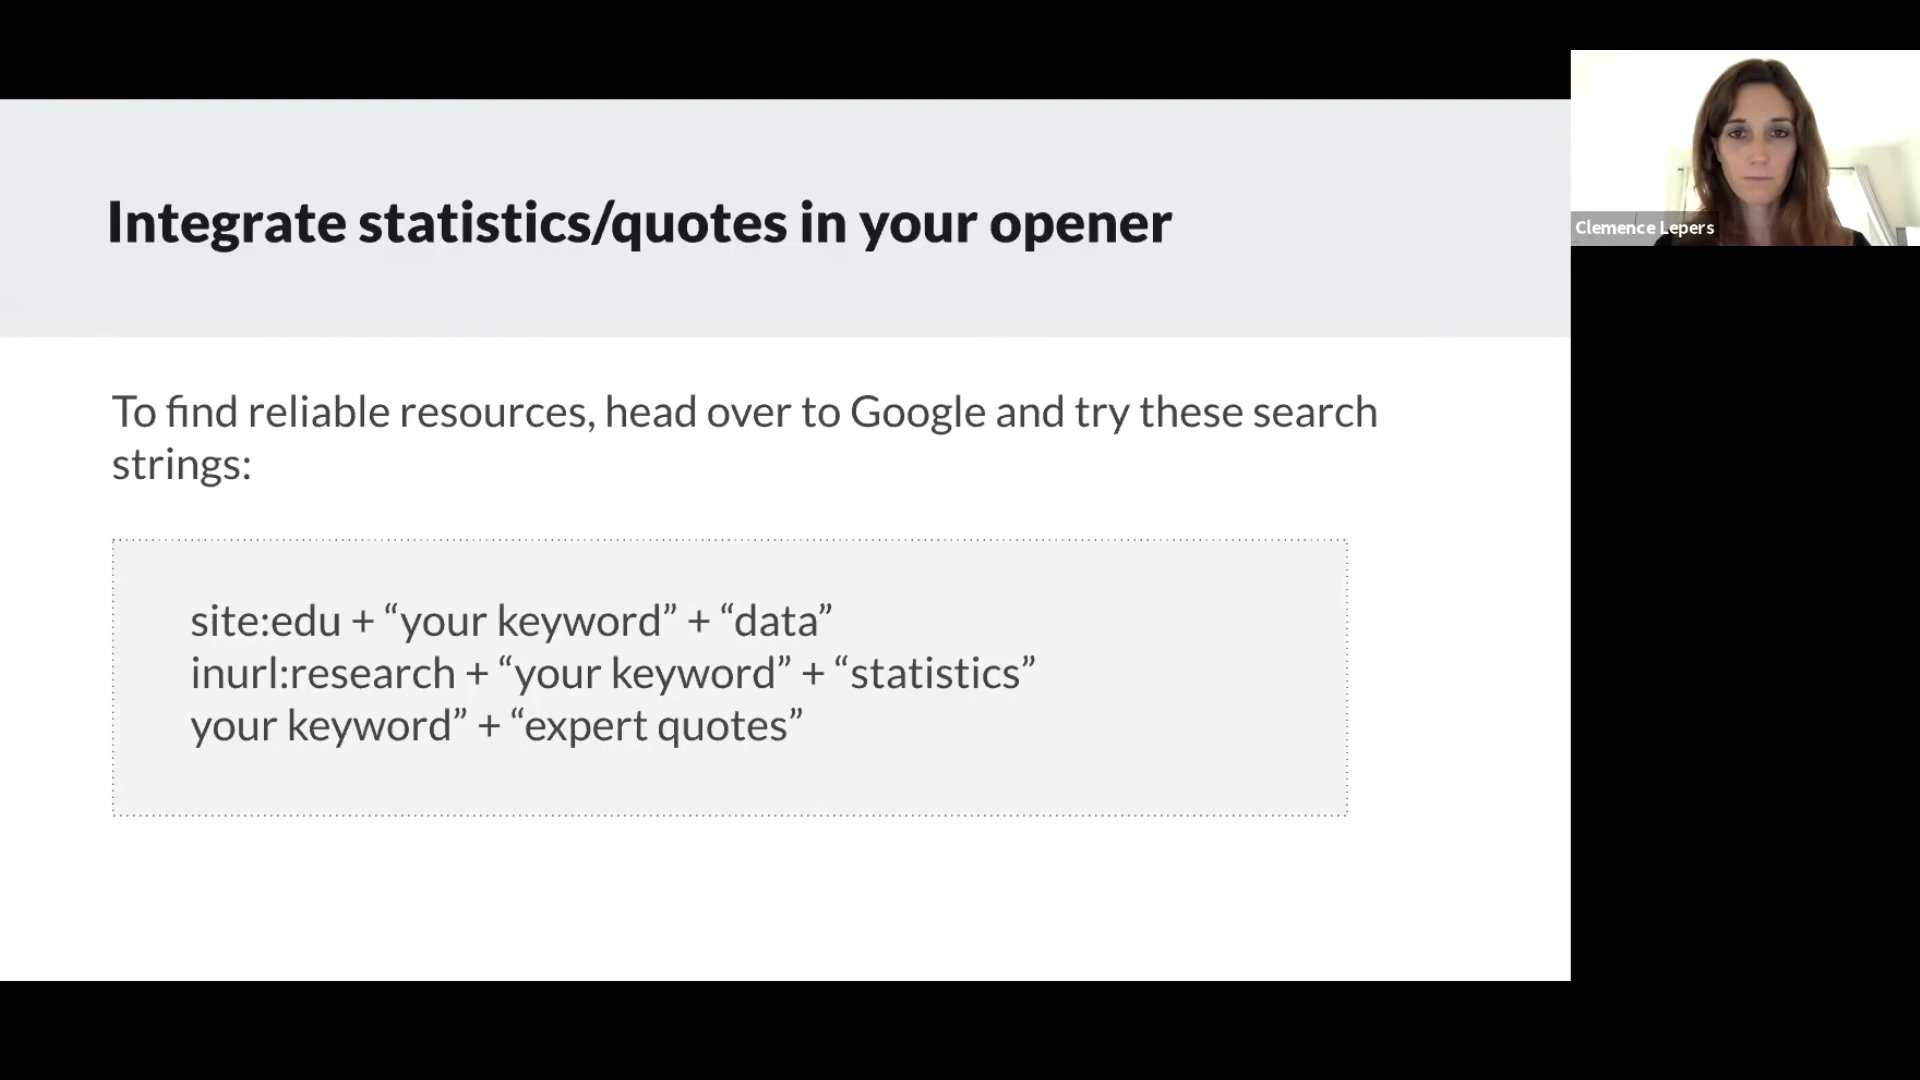 Integrate statistics/quotes in your opener
Clemence Lepers
To find reliable resources, head over to Google and try these search
strings:
site:edu + “your keyword” + “data”
inurl:research + “your keyword” + “statistics”
your keyword” + “expert quotes”